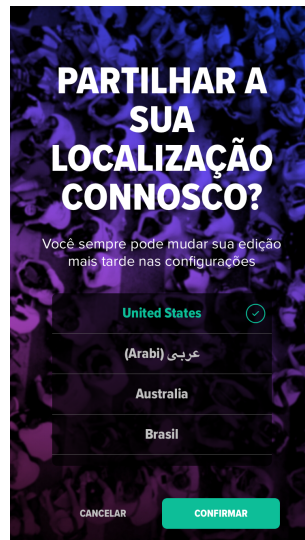 PARTILHAR A
SUA
LOCALIZAÇÃO
CONNOSCO?
Você sempre pode mudar sua edição
mais tarde nas configurações
United States
عربى (Arabi)
Australia
Brasil
CANCELAR
CONFIRMAR